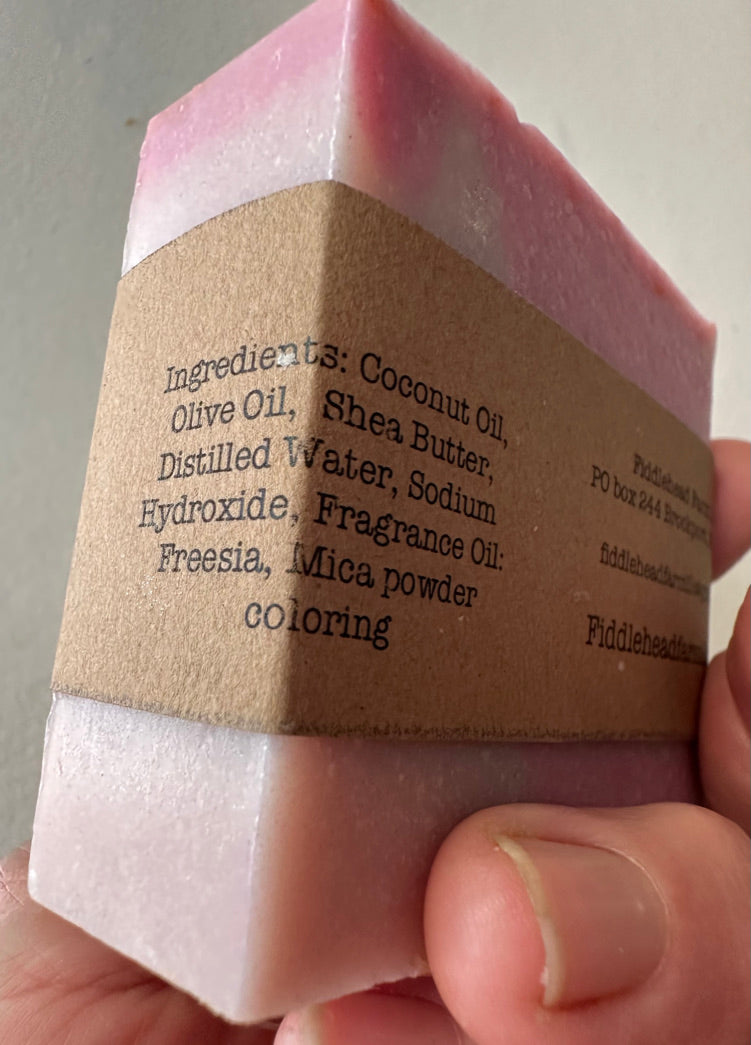 Ingredients: Coconut Oil,
Olive Oil, Shea Butter,
Distilled Water, Sodium
Hydroxide, Fragrance Oil:
Freesia, Mica powder
coloring
Fiddlehead
PO box 244